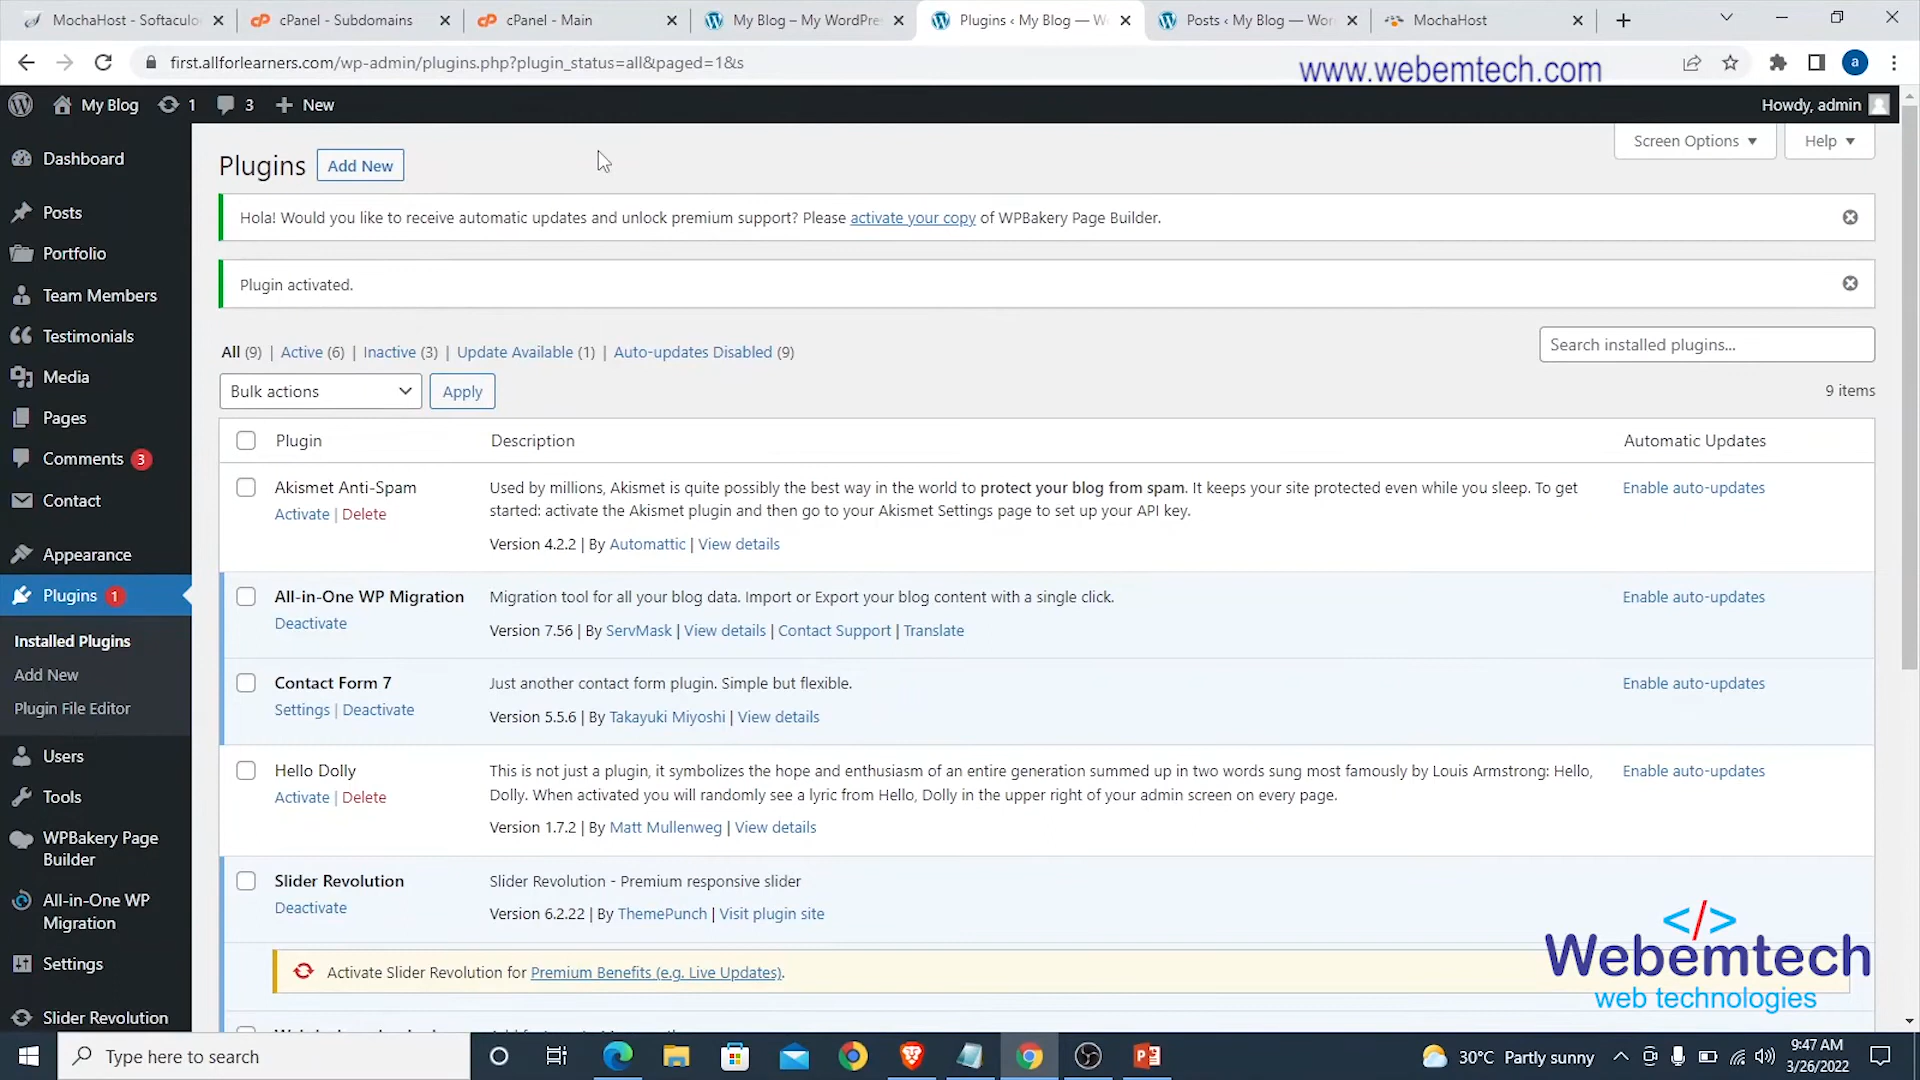 MochaHost - Softaculo
cPanel - Subdomains
cPanel - Main
My Blog – My WordPre
Plugins ‹ My Blog — W
Posts ‹ My Blog — Wor
MochaHost
first.allforlearners.com/wp-admin/plugins.php?plugin_status=all&paged=1&s
www.webemtech.com
a
My Blog
1
3
New
Howdy, admin
Dashboard
Posts
Portfolio
Team Members
Testimonials
Media
Pages
Comments 3
Contact
Appearance
Plugins 1
Installed Plugins
Add New
Plugin File Editor
Users
Tools
WPBakery Page
Builder
All-in-One WP
Migration
Settings
Slider Revolution
Screen Options
Help
Plugins Add New
Hola! Would you like to receive automatic updates and unlock premium support? Please activate your copy of WPBakery Page Builder.
Plugin activated.
All (9) | Active (6) | Inactive (3) | Update Available (1) | Auto-updates Disabled (9)
Search installed plugins...
Bulk actions Apply
9 items
Plugin Description Automatic Updates
Akismet Anti-Spam
Activate | Delete
Used by millions, Akismet is quite possibly the best way in the world to protect your blog from spam. It keeps your site protected even while you sleep. To get
started: activate the Akismet plugin and then go to your Akismet Settings page to set up your API key.
Version 4.2.2 | By Automattic | View details
Enable auto-updates
All-in-One WP Migration
Deactivate
Migration tool for all your blog data. Import or Export your blog content with a single click.
Version 7.56 | By ServMask | View details | Contact Support | Translate
Enable auto-updates
Contact Form 7
Settings | Deactivate
Just another contact form plugin. Simple but flexible.
Version 5.5.6 | By Takayuki Miyoshi | View details
Enable auto-updates
Hello Dolly
Activate | Delete
This is not just a plugin, it symbolizes the hope and enthusiasm of an entire generation summed up in two words sung most famously by Louis Armstrong: Hello,
Dolly. When activated you will randomly see a lyric from Hello, Dolly in the upper right of your admin screen on every page.
Version 1.7.2 | By Matt Mullenweg | View details
Enable auto-updates
Slider Revolution
Deactivate
Slider Revolution - Premium responsive slider
Version 6.2.22 | By ThemePunch | Visit plugin site
Activate Slider Revolution for Premium Benefits (e.g. Live Updates).
</>
Webemtech
web technologies
Type here to search
30°C Partly sunny
9:47 AM
3/26/2022